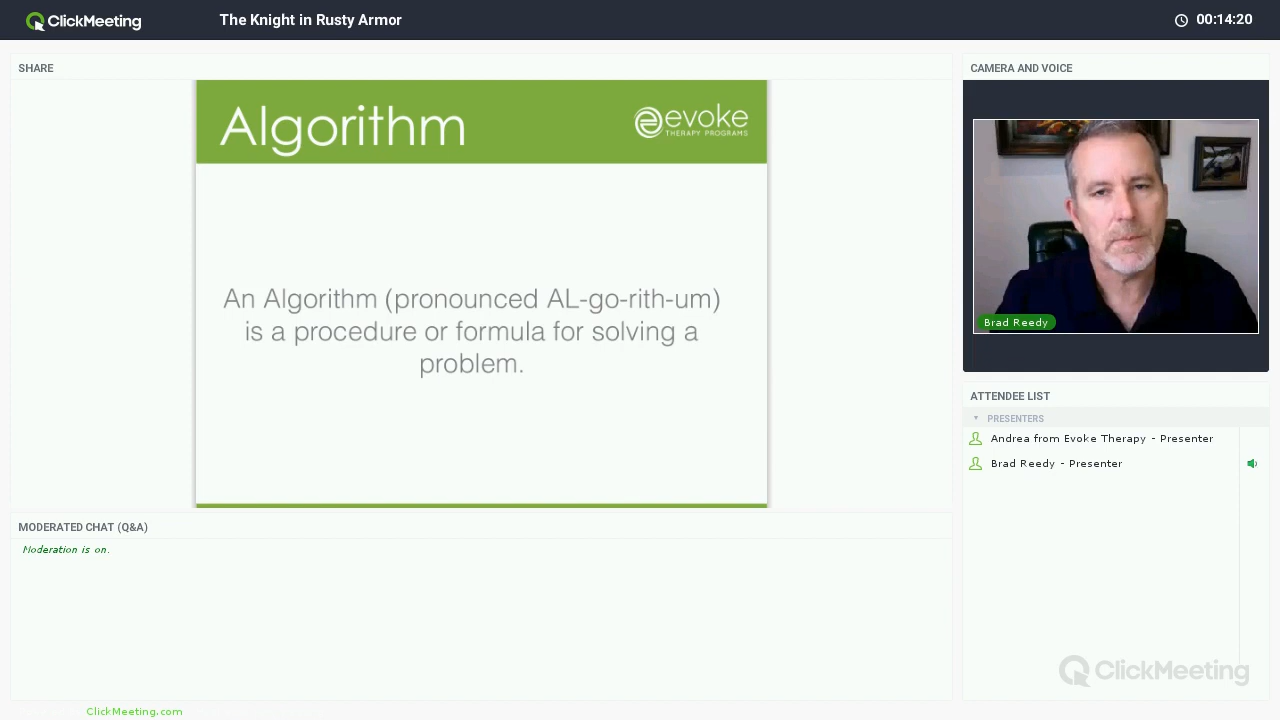 ClickMeeting
The Knight in Rusty Armor
00:14:20
SHARE
Algorithm
evoke
THERAPY PROGRAMS
An Algorithm (pronounced AL-go-rith-um)
is a procedure or formula for solving a
problem.
MODERATED CHAT (Q&A)
Moderation is on.
CAMERA AND VOICE
Brad Reedy
ATTENDEE LIST
PRESENTERS
Andrea from Evoke Therapy - Presenter
Brad Reedy - Presenter
ClickMeeting
ClickMeeting.com